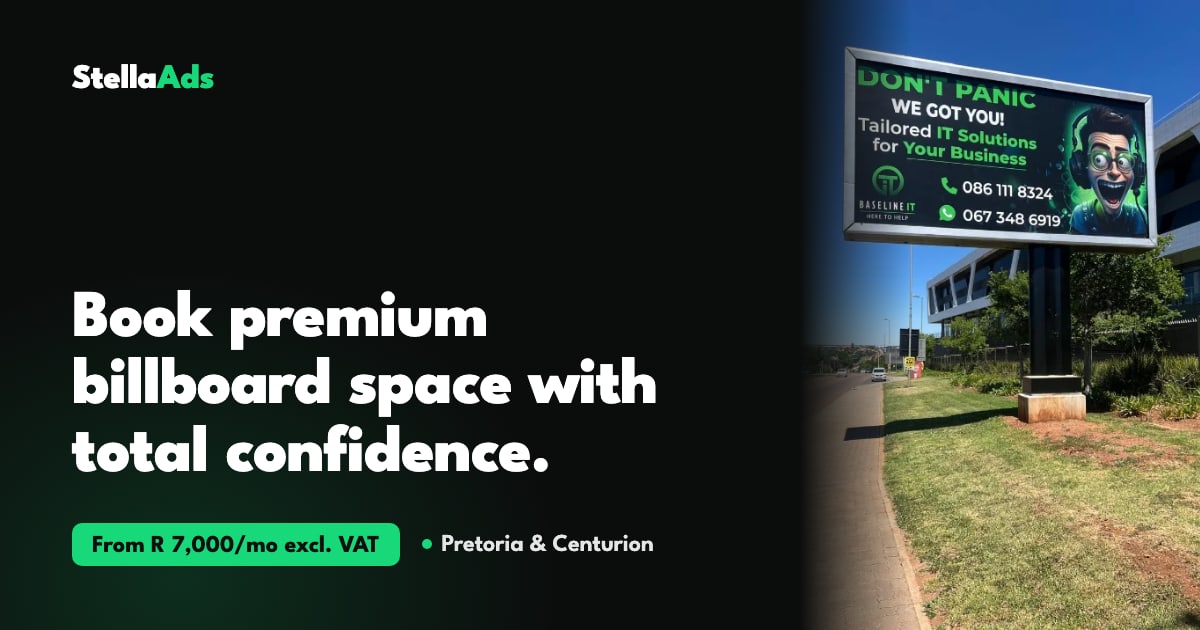 StellaAds
Book premium
billboard space with
total confidence.
From R 7,000/mo excl. VAT
Pretoria & Centurion
DON'T PANIC
WE GOT YOU!
Tailored IT Solutions
for Your Business
086 111 8324
067 348 6919
BASELINE IT
HERE TO HELP